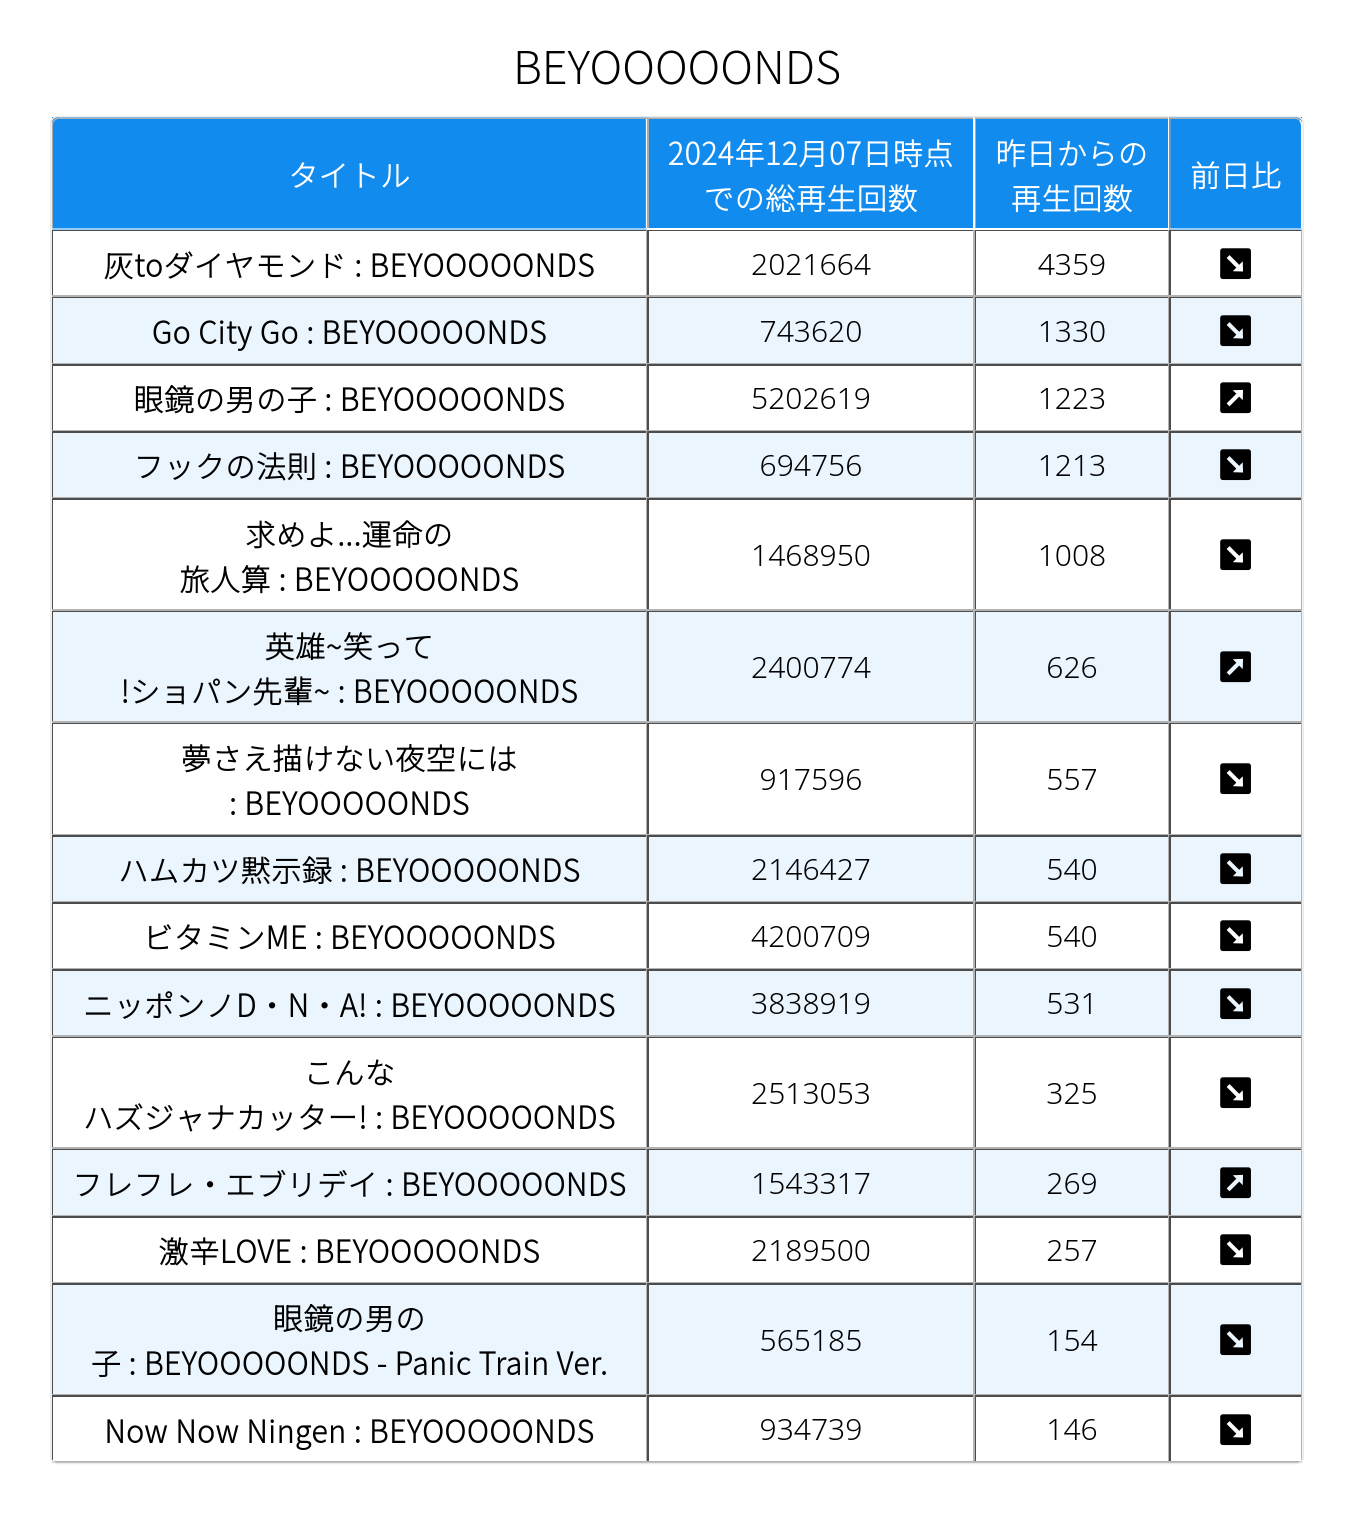 BEYOOOOONDS
タイトル
2024年12月07日時点
での総再生回数
昨日からの
再生回数
前日比
灰toダイヤモンド : BEYOOOOONDS
2021664
4359
Go City Go : BEYOOOOONDS
743620
1330
眼鏡の男の子 : BEYOOOOONDS
5202619
1223
フックの法則 : BEYOOOOONDS
694756
1213
求めよ...運命の
旅人算 : BEYOOOOONDS
1468950
1008
英雄~笑って
!ショパン先輩~ : BEYOOOOONDS
2400774
626
夢さえ描けない夜空には
: BEYOOOOONDS
917596
557
ハムカツ黙示録 : BEYOOOOONDS
2146427
540
ビタミンME : BEYOOOOONDS
4200709
540
ニッポンノD・N・A! : BEYOOOOONDS
3838919
531
こんな
ハズジャナカッター! : BEYOOOOONDS
2513053
325
フレフレ・エブリデイ : BEYOOOOONDS
1543317
269
激辛LOVE : BEYOOOOONDS
2189500
257
眼鏡の男の
子 : BEYOOOOONDS - Panic Train Ver.
565185
154
Now Now Ningen : BEYOOOOONDS
934739
146